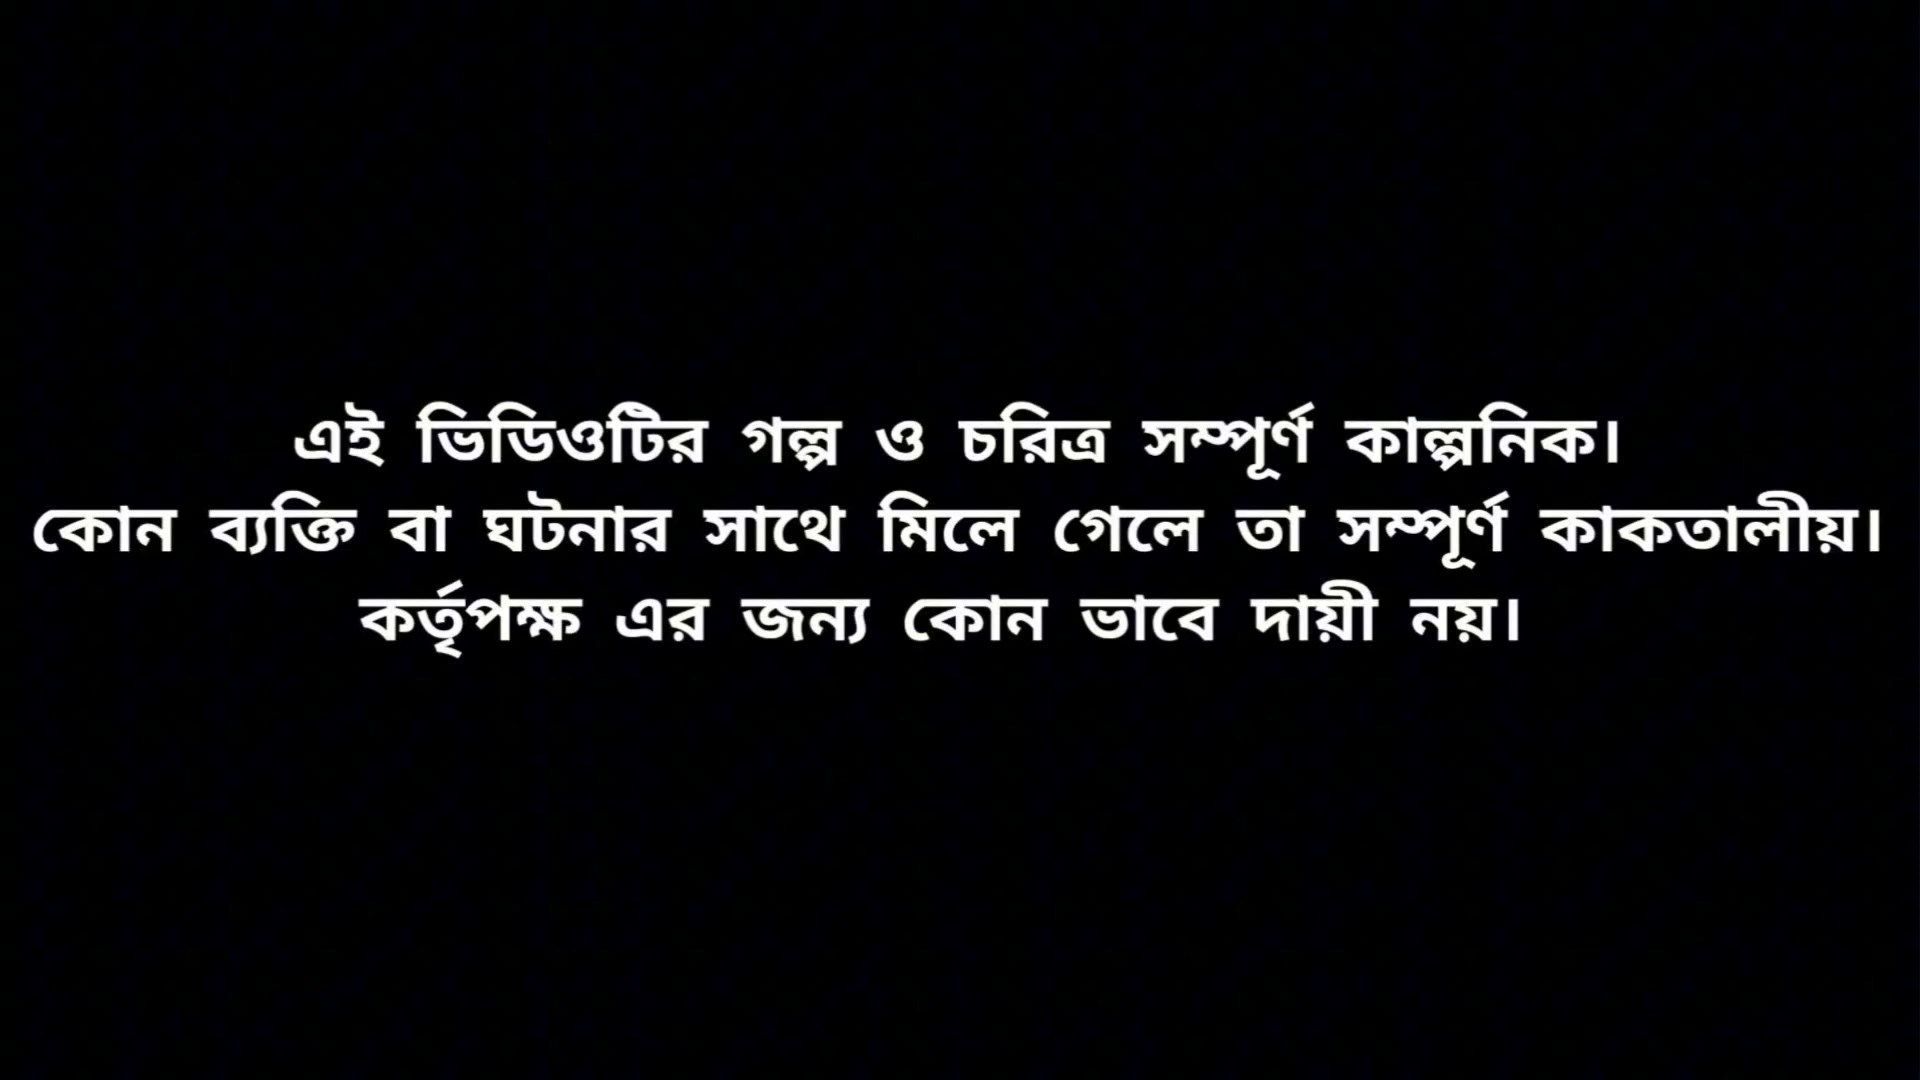 এই ভিডিওটির গল্প ও চরিত্র সম্পূর্ণ কাল্পনিক।
কোন ব্যক্তি বা ঘটনার সাথে মিলে গেলে তা সম্পূর্ণ কাকতালীয়।
কর্তৃপক্ষ এর জন্য কোন ভাবে দায়ী নয়।